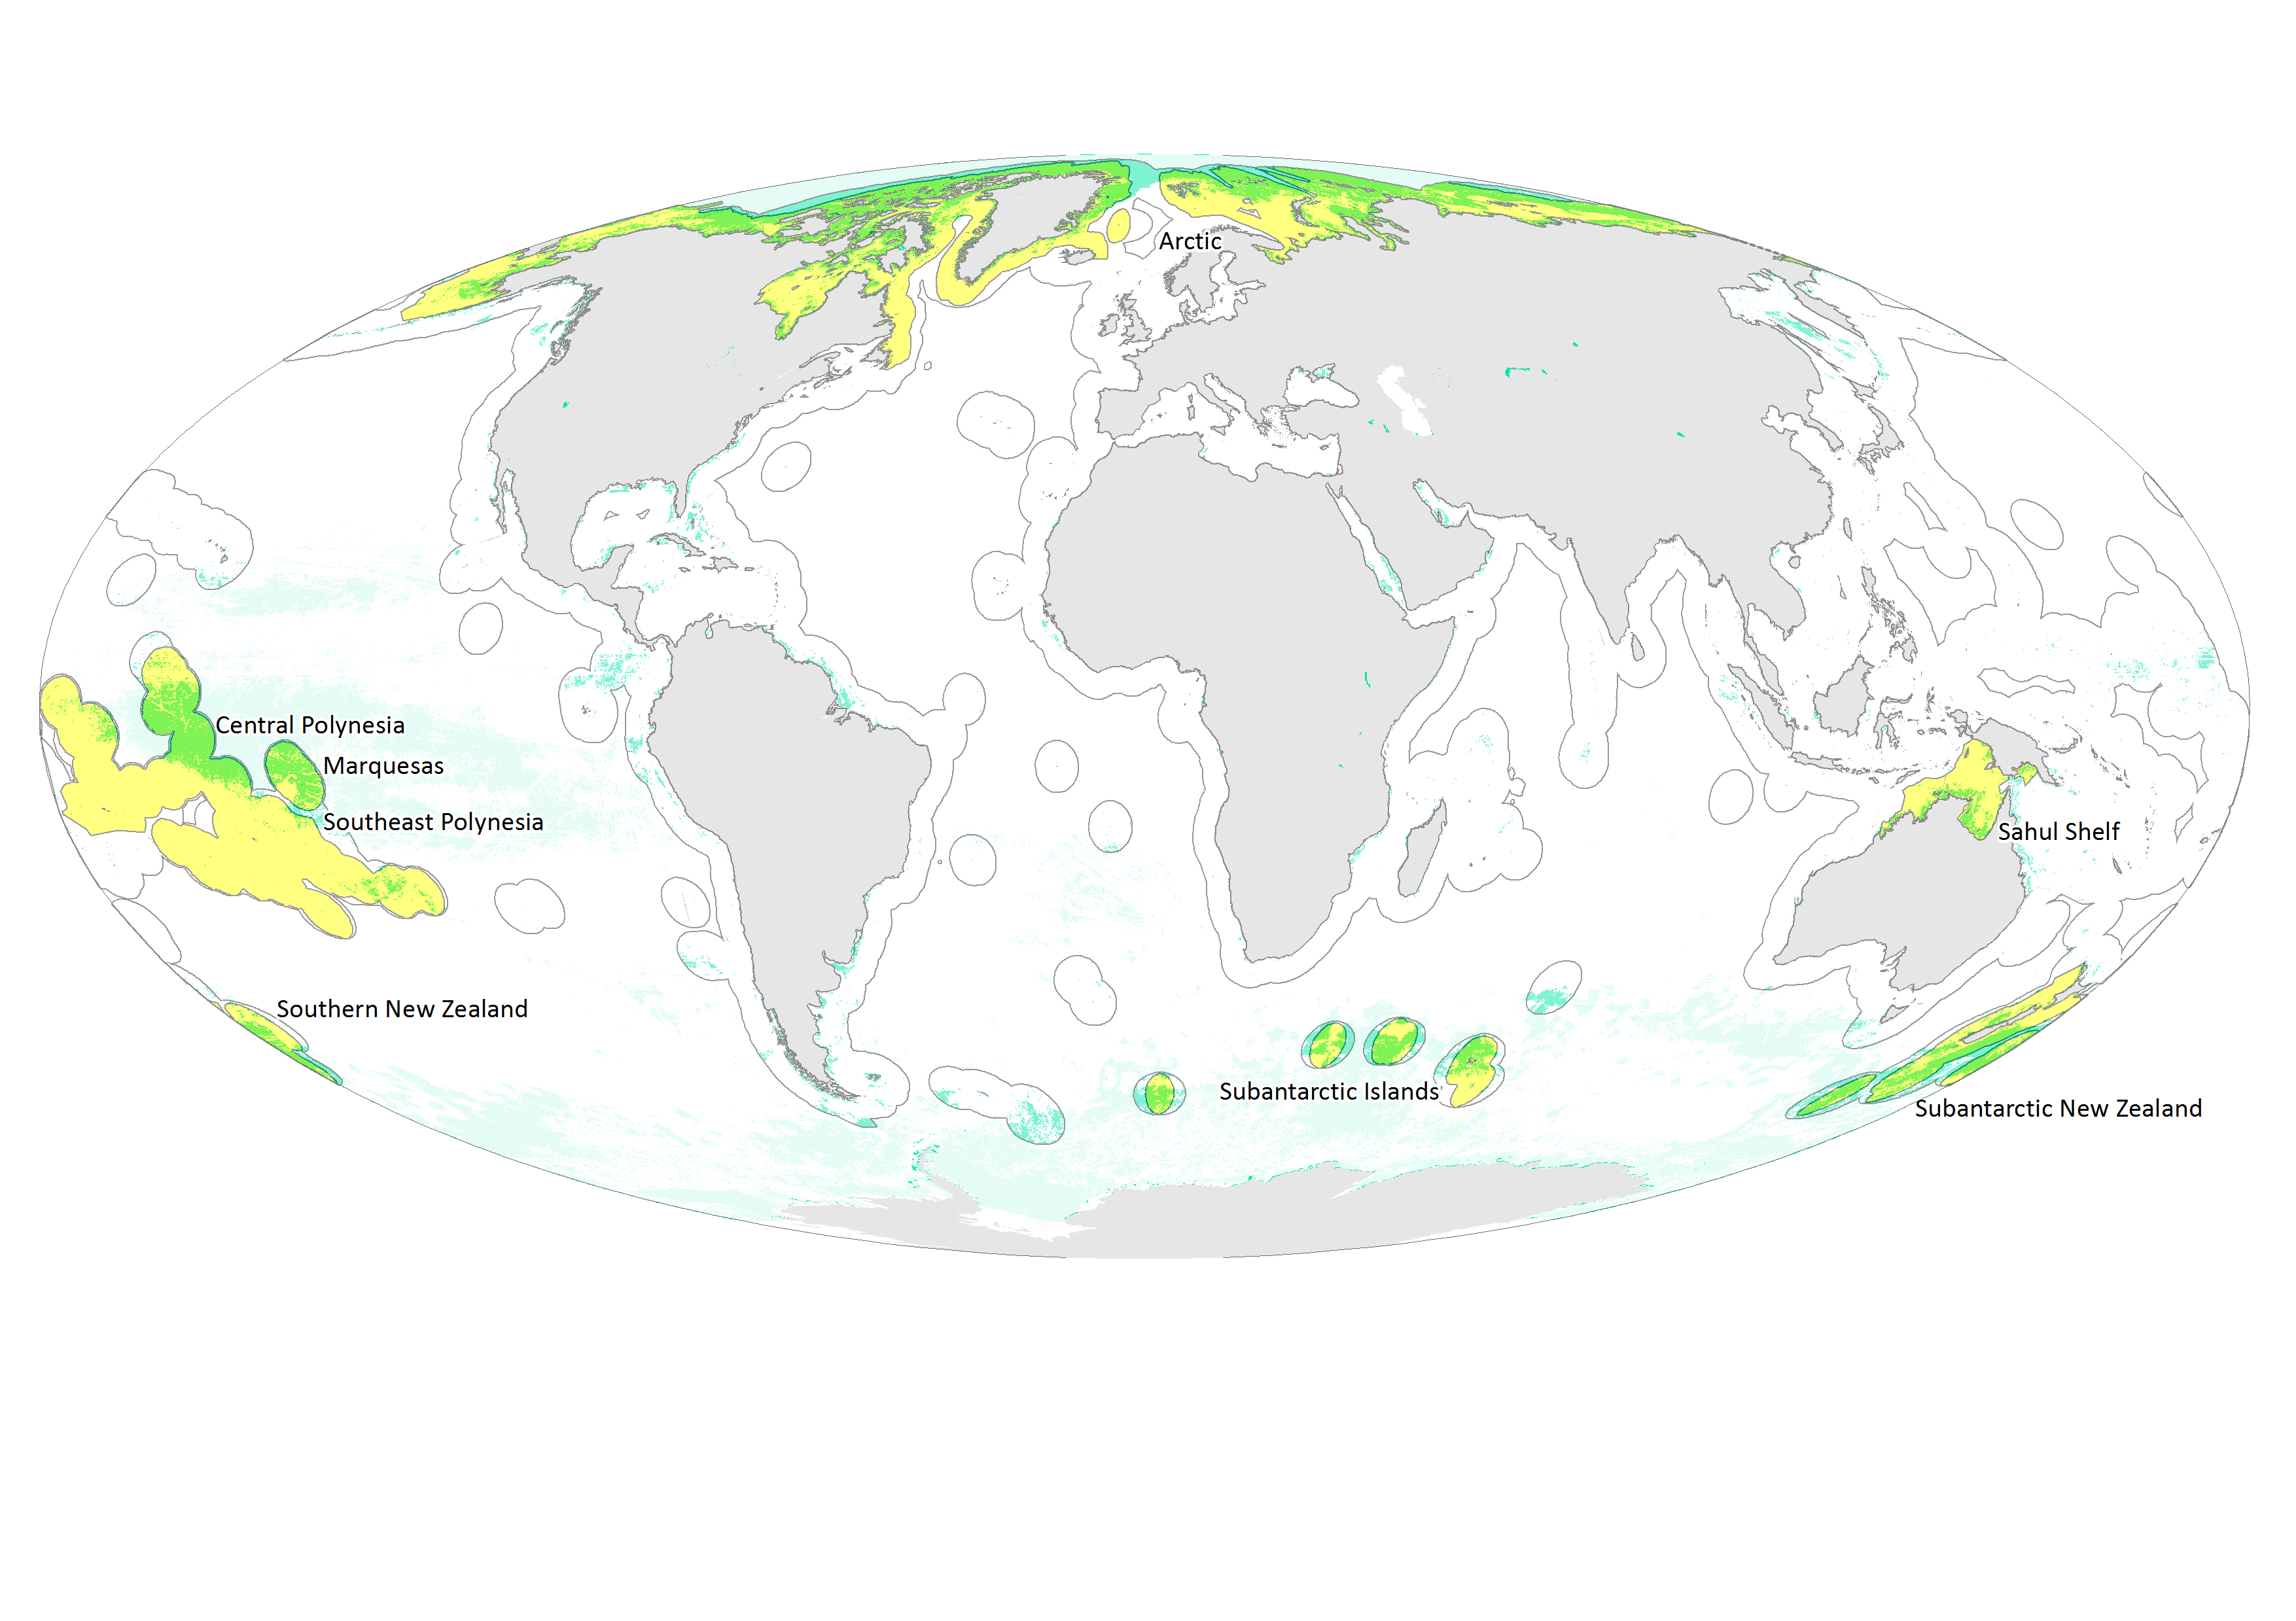 Arctic
Central Polynesia
Marquesas
Southeast Polynesia
Sahul Shelf
Southern New Zealand
Subantarctic Islands
Subantarctic New Zealand